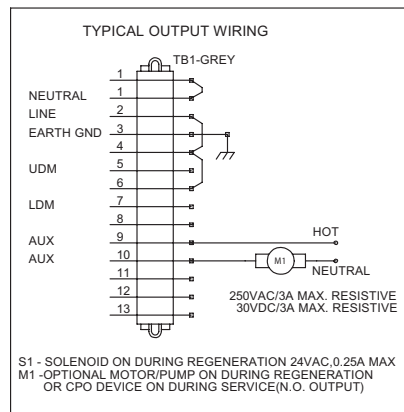 TYPICAL OUTPUT WIRING
TB1-GREY
1
NEUTRAL 1
LINE 2
EARTH GND 3
4
UDM 5
6
LDM 7
8
AUX 9 HOT
AUX 10 M1
NEUTRAL
11
12 250VAC/3A MAX. RESISTIVE
30VDC/3A MAX. RESISTIVE
13
S1 - SOLENOID ON DURING REGENERATION 24VAC,0.25A MAX
M1 -OPTIONAL MOTOR/PUMP ON DURING REGENERATION
OR CPO DEVICE ON DURING SERVICE(N.O. OUTPUT)